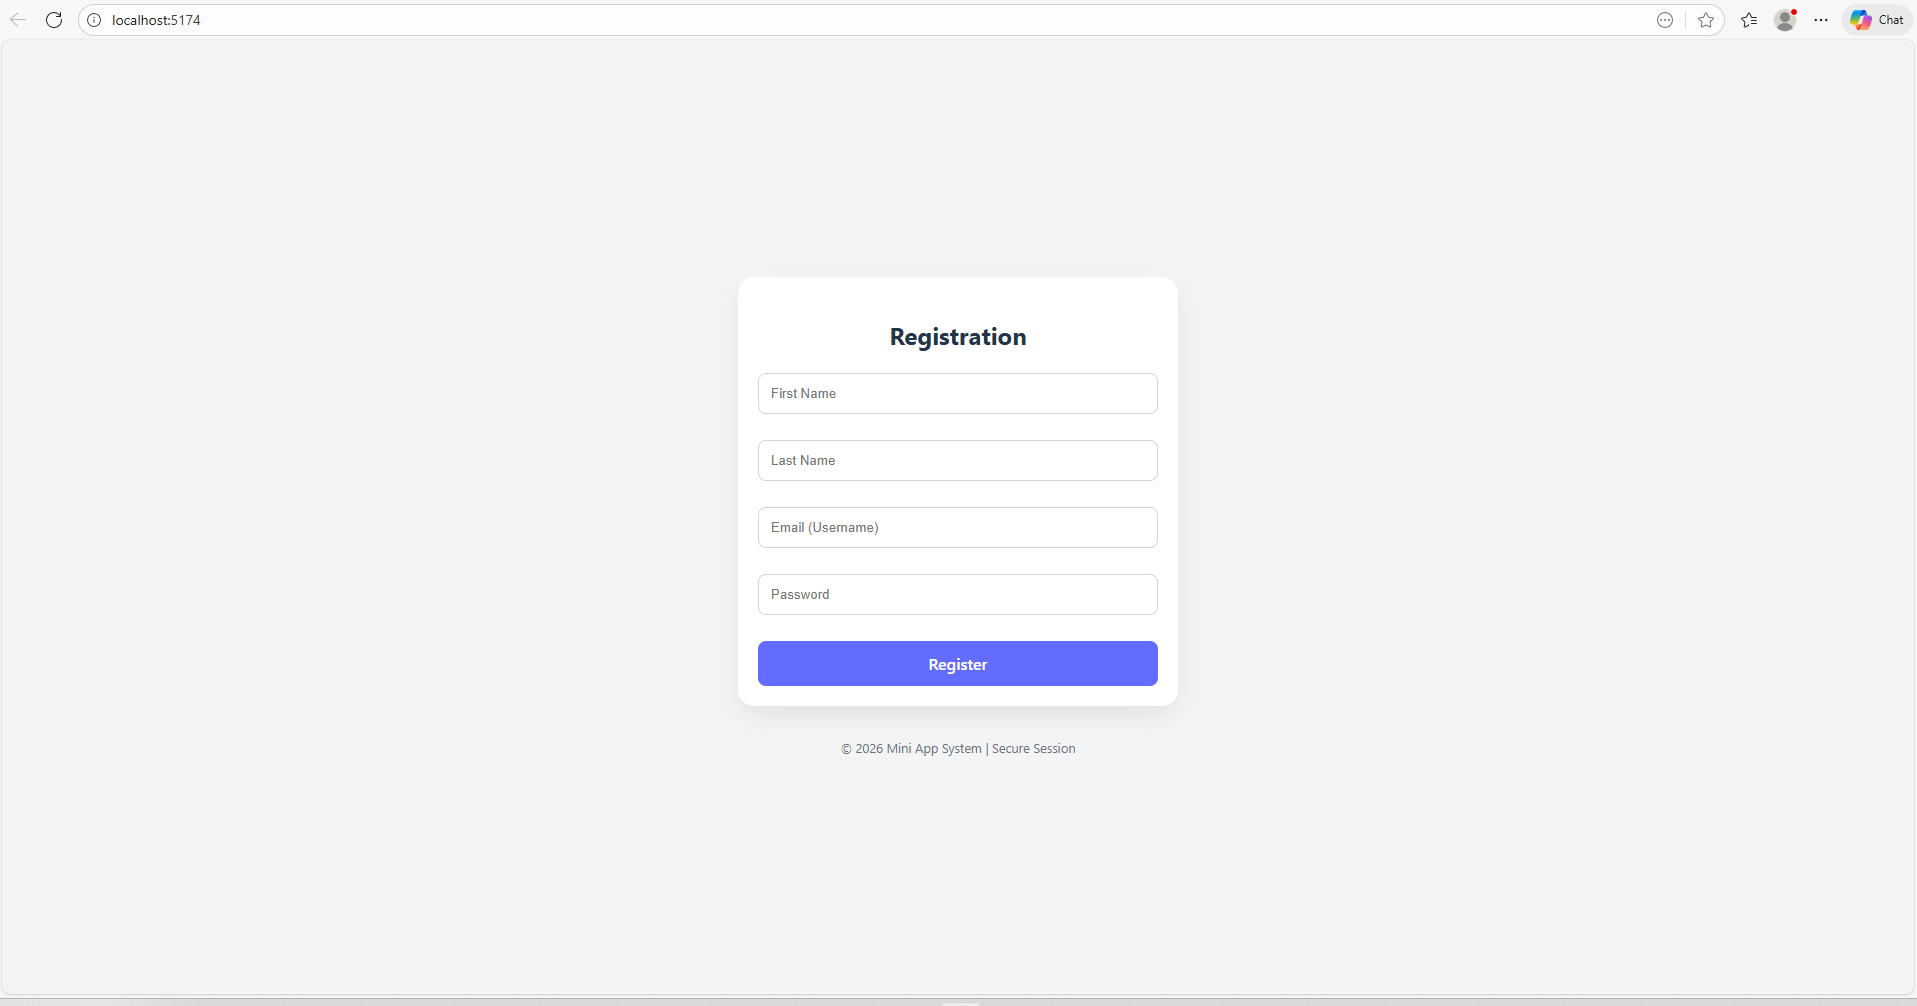 localhost:5174
Chat
Registration
First Name
Last Name
Email (Username)
Password
Register
© 2026 Mini App System | Secure Session